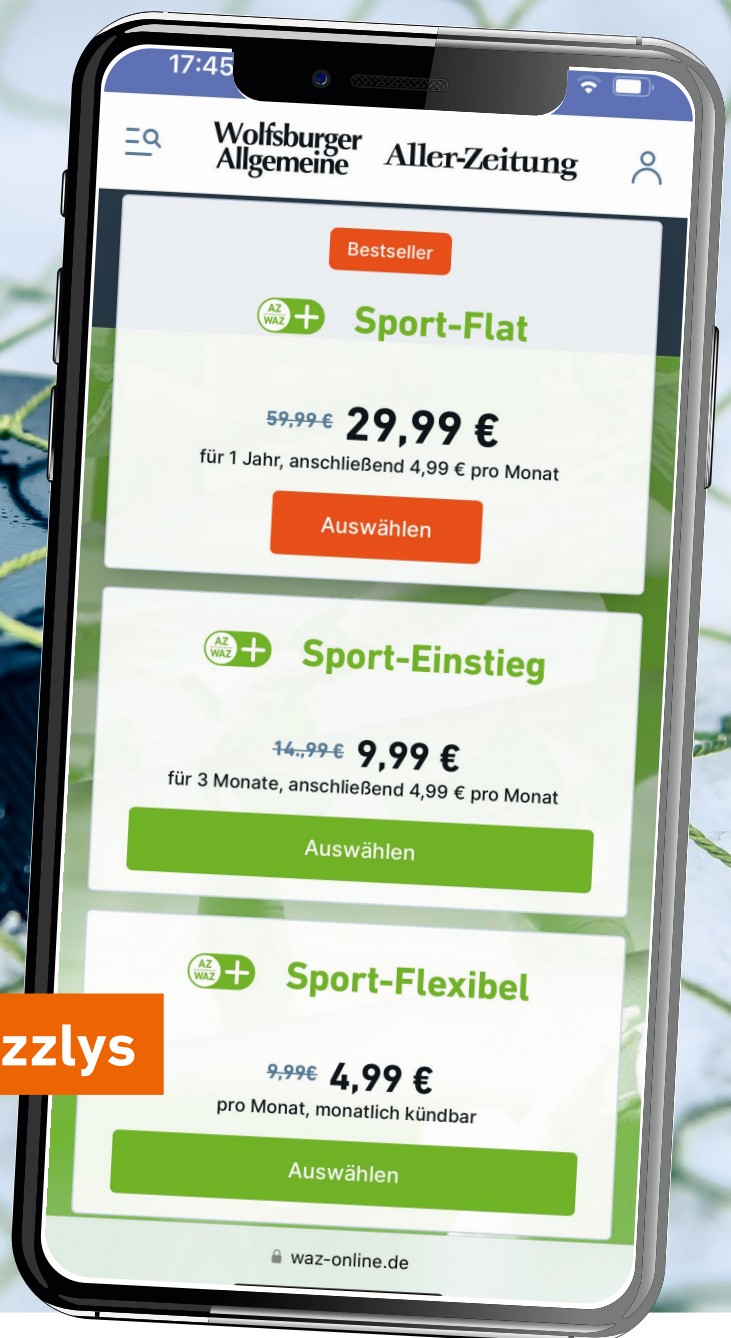 17:45
Wolfsburger
Allgemeine
Aller-Zeitung
Bestseller
AZ
WAZ
+ Sport-Flat
59,99 € 29,99 €
für 1 Jahr, anschließend 4,99 € pro Monat
Auswählen
AZ
WAZ
+ Sport-Einstieg
14.,99 € 9,99 €
für 3 Monate, anschließend 4,99 € pro Monat
Auswählen
AZ
WAZ
+ Sport-Flexibel
zzlys
9,99€ 4,99 €
pro Monat, monatlich kündbar
Auswählen
waz-online.de